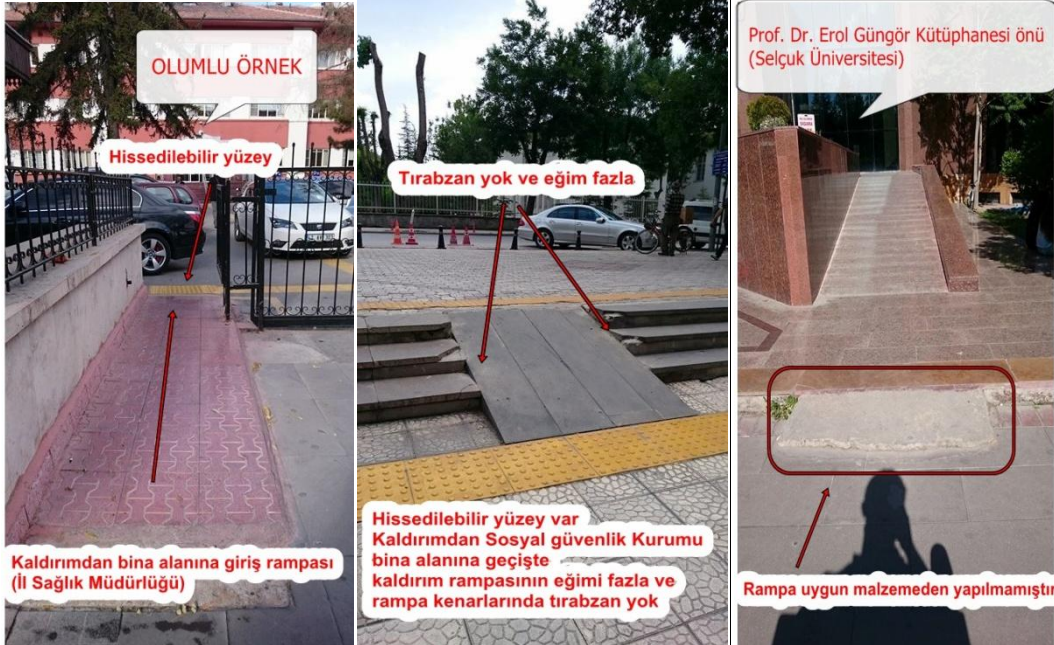 OLUMLU ÖRNEK
Hissedilebilir yüzey
Kaldırımdan bina alanına giriş rampası
(İl Sağlık Müdürlüğü)
Tırabzan yok ve eğim fazla
Hissedilebilir yüzey var
Kaldırımdan Sosyal güvenlik Kurumu
bina alanına geçişte
kaldırım rampasının eğimi fazla ve
rampa kenarlarında tırabzan yok
Prof. Dr. Erol Güngör Kütüphanesi önü
(Selçuk Üniversitesi)
Rampa uygun malzemeden yapılmamıştır